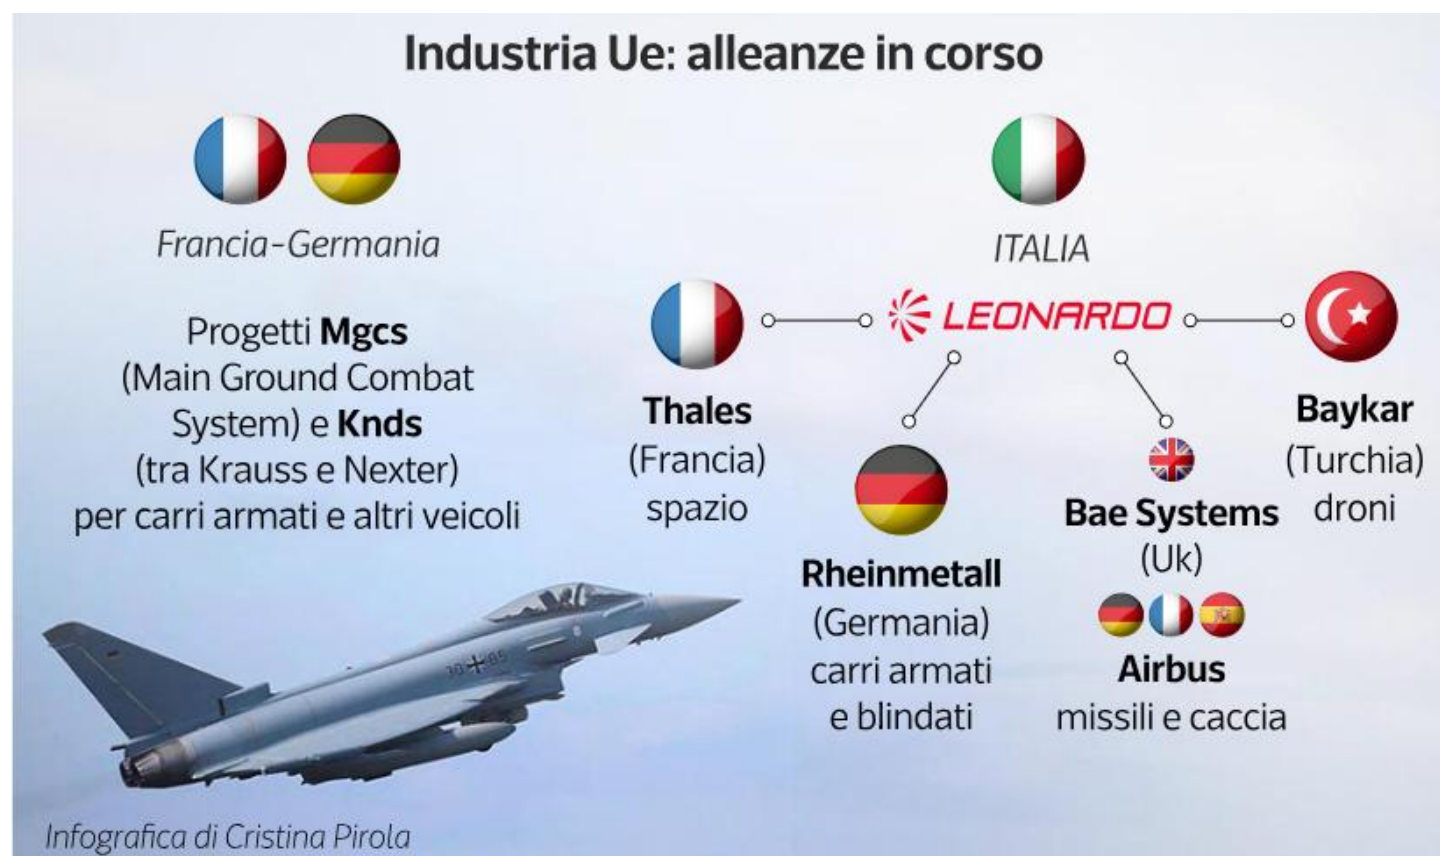 Industria Ue: alleanze in corso
Francia-Germania
Progetti Mgcs
(Main Ground Combat
System) e Knds
(tra Krauss e Nexter)
per carri armati e altri veicoli
ITALIA
LEONARDO
Thales
(Francia)
spazio
Rheinmetall
(Germania)
carri armati
e blindati
Bae Systems
(Uk)
Airbus
missili e caccia
Baykar
(Turchia)
droni
30+85
Infografica di Cristina Pirola